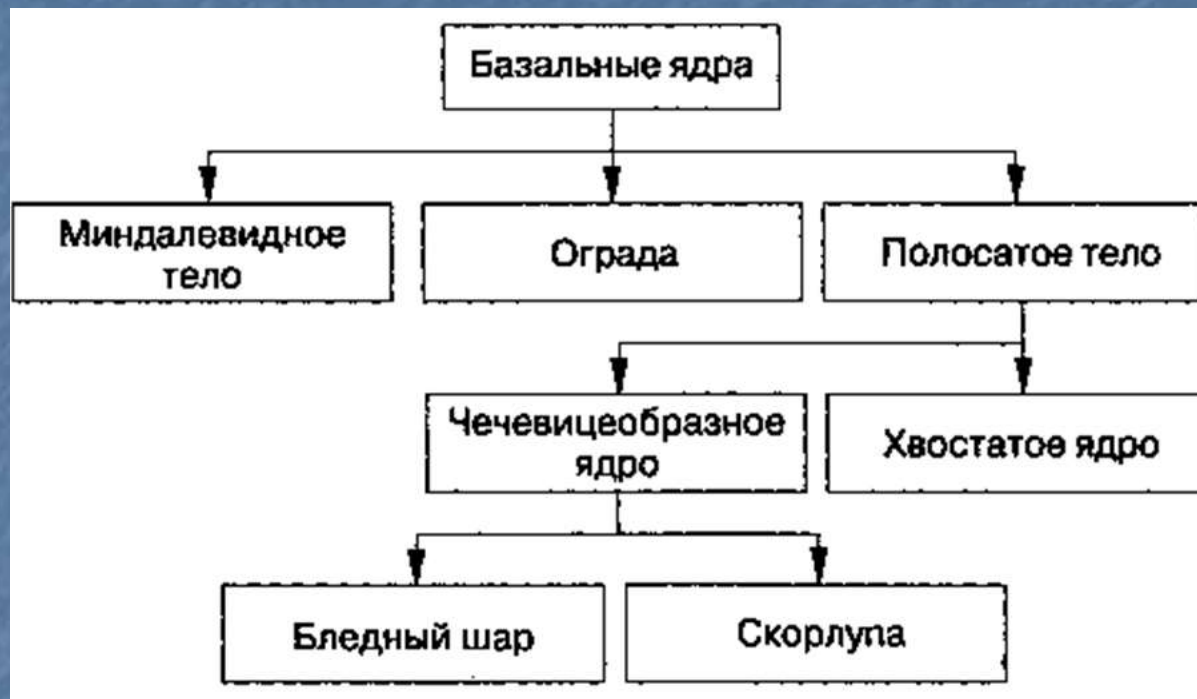 Базальные ядра
Миндалевидное
тело
Ограда
Полосатое тело
Чечевицеобразное
ядро
Хвостатое ядро
Бледный шар
Скорлупа